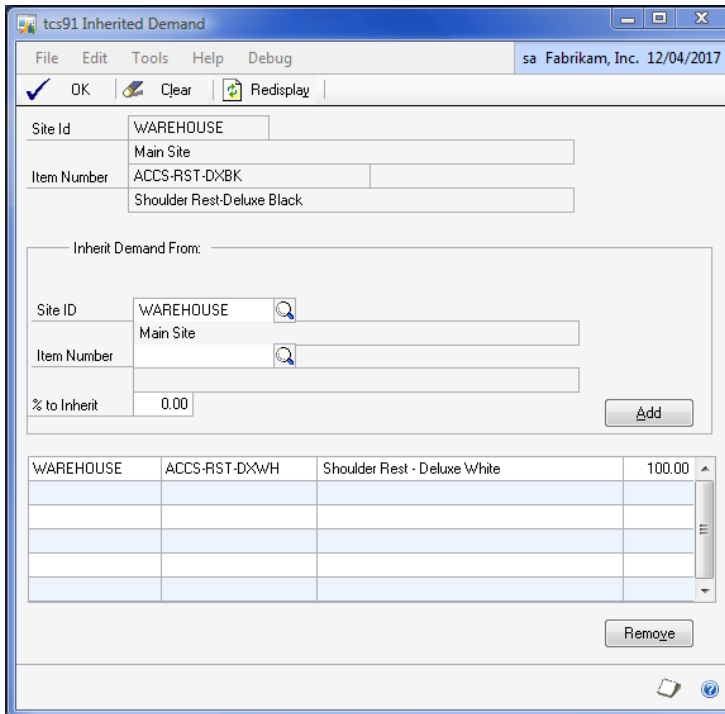 tcs91 Inherited Demand
File Edit Tools Help Debug sa Fabrikam, Inc. 12/04/2017
OK Clear Redisplay
Site Id WAREHOUSE
Main Site
Item Number ACCS-RST-DXBK
Shoulder Rest-Deluxe Black
Inherit Demand From:
Site ID WAREHOUSE
Main Site
Item Number
% to Inherit 0.00
Add
WAREHOUSE ACCS-RST-DXWH Shoulder Rest - Deluxe White 100.00
Remove